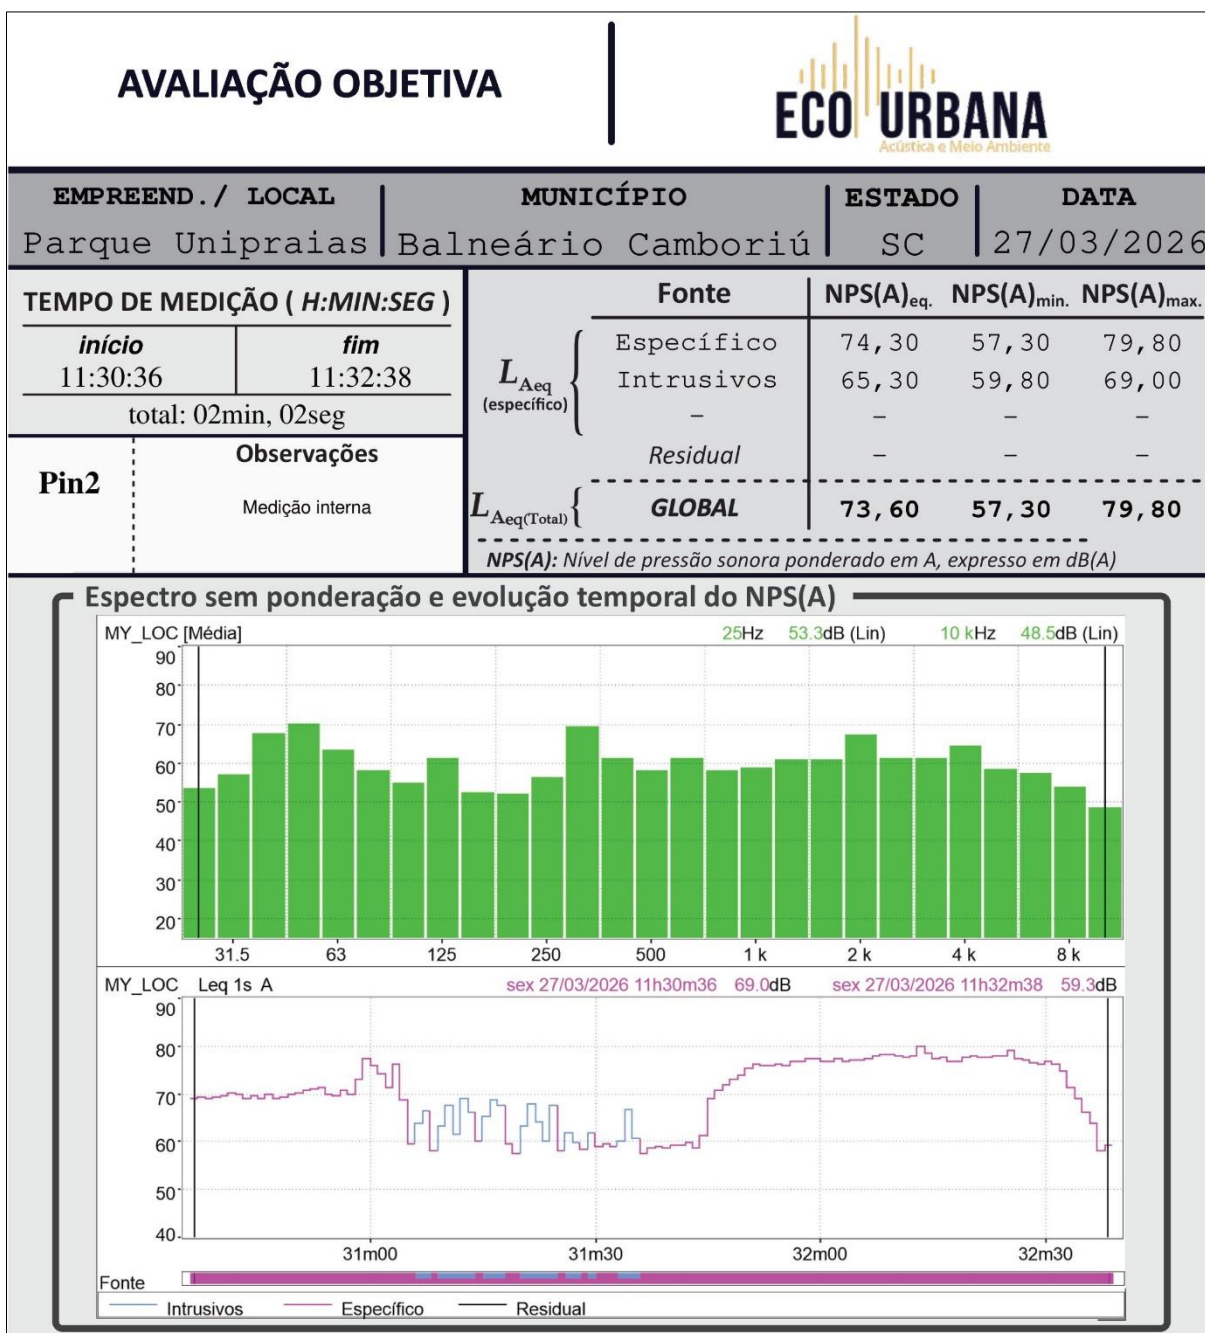 AVALIAÇÃO OBJETIVA
ECO URBANA
Acústica e Meio Ambiente
EMPREEND./ LOCAL MUNICÍPIO ESTADO DATA
Parque Unipraias Balneário Camboriú SC 27/03/2026
TEMPO DE MEDIÇÃO ( H:MIN:SEG )
início fim
11:30:36 11:32:38
total: 02min, 02seg
Pin2
Observações
Medição interna
Fonte NPS(A)eq. NPS(A)min. NPS(A)max.
LAeq (específico)
Específico 74,30 57,30 79,80
Intrusivos 65,30 59,80 69,00
– – – –
Residual – – –
LAeq(Total) GLOBAL 73,60 57,30 79,80
NPS(A): Nível de pressão sonora ponderado em A, expresso em dB(A)
Espectro sem ponderação e evolução temporal do NPS(A)
MY_LOC [Média] 25Hz 53.3dB (Lin) 10 kHz 48.5dB (Lin)
90
80
70
60
50
40
30
20
31.5 63 125 250 500 1 k 2 k 4 k 8 k
MY_LOC Leq 1s A sex 27/03/2026 11h30m36 69.0dB sex 27/03/2026 11h32m38 59.3dB
90
80
70
60
50
40
31m00 31m30 32m00 32m30
Fonte
Intrusivos Específico Residual